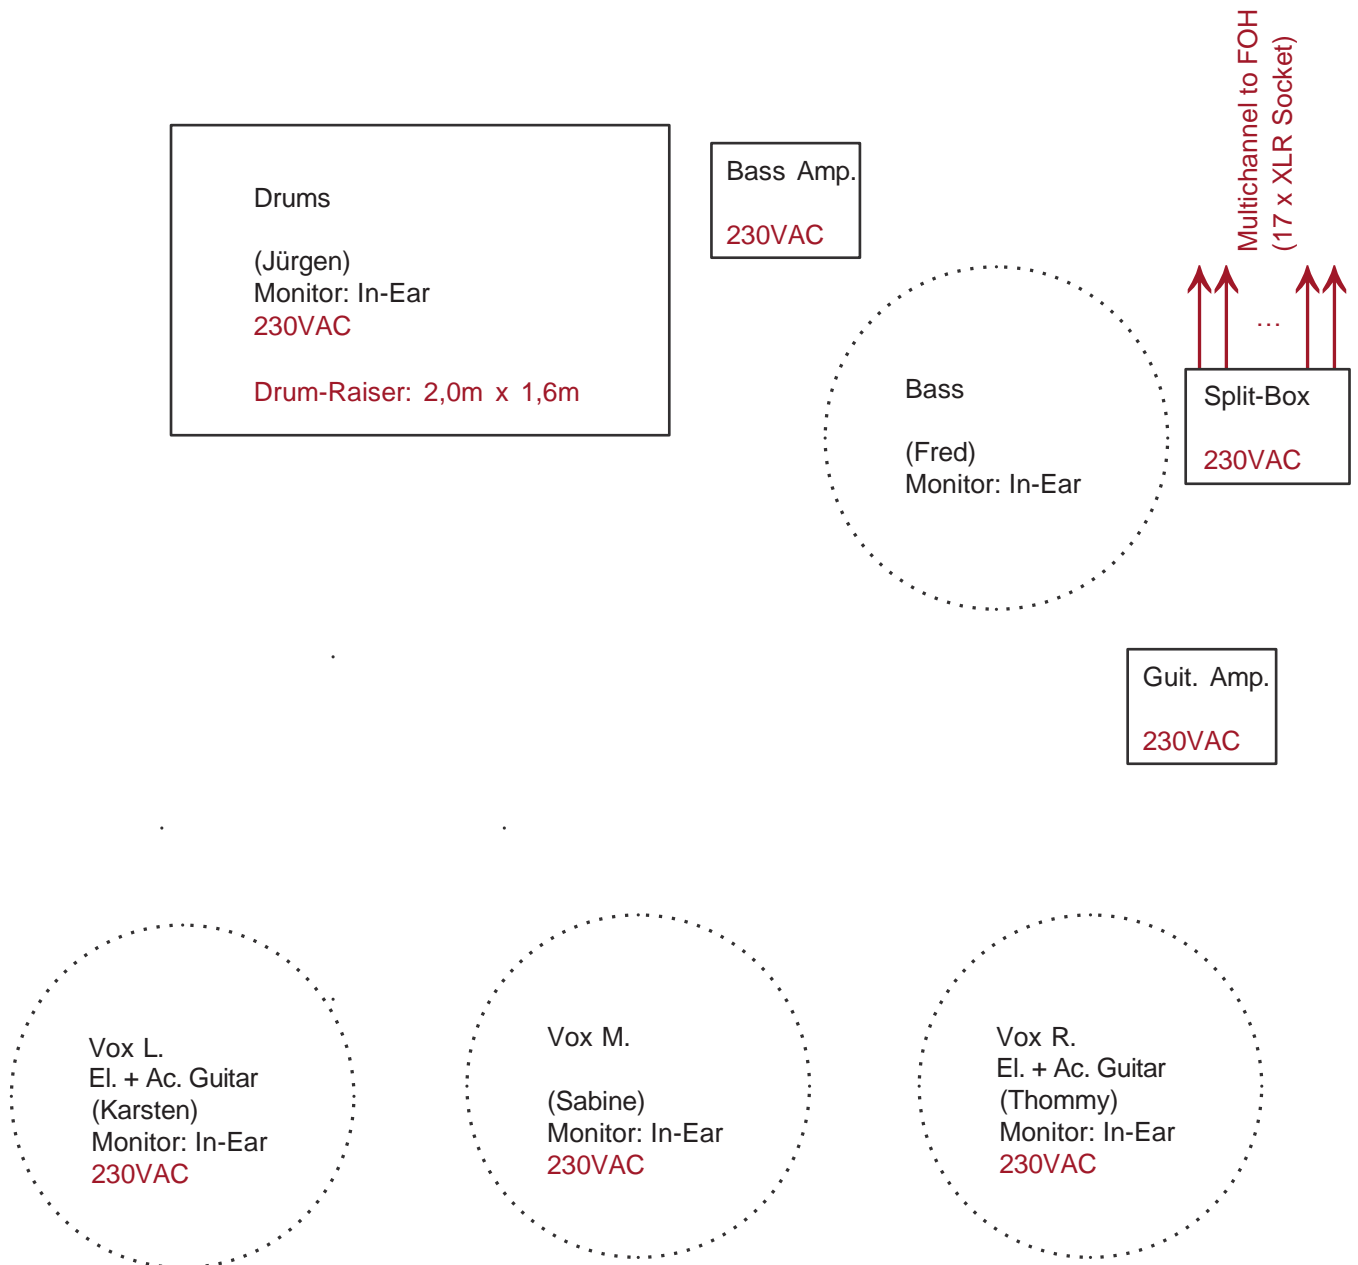 Multichannel to FOH
(17 x XLR Socket)
Drums
(Jürgen)
Monitor: In-Ear
230VAC
Drum-Raiser: 2,0m x 1,6m
Bass Amp.
230VAC
...
Split-Box
230VAC
Bass
(Fred)
Monitor: In-Ear
Guit. Amp.
230VAC
Vox L.
El. + Ac. Guitar
(Karsten)
Monitor: In-Ear
230VAC
Vox M.
(Sabine)
Monitor: In-Ear
230VAC
Vox R.
El. + Ac. Guitar
(Thommy)
Monitor: In-Ear
230VAC